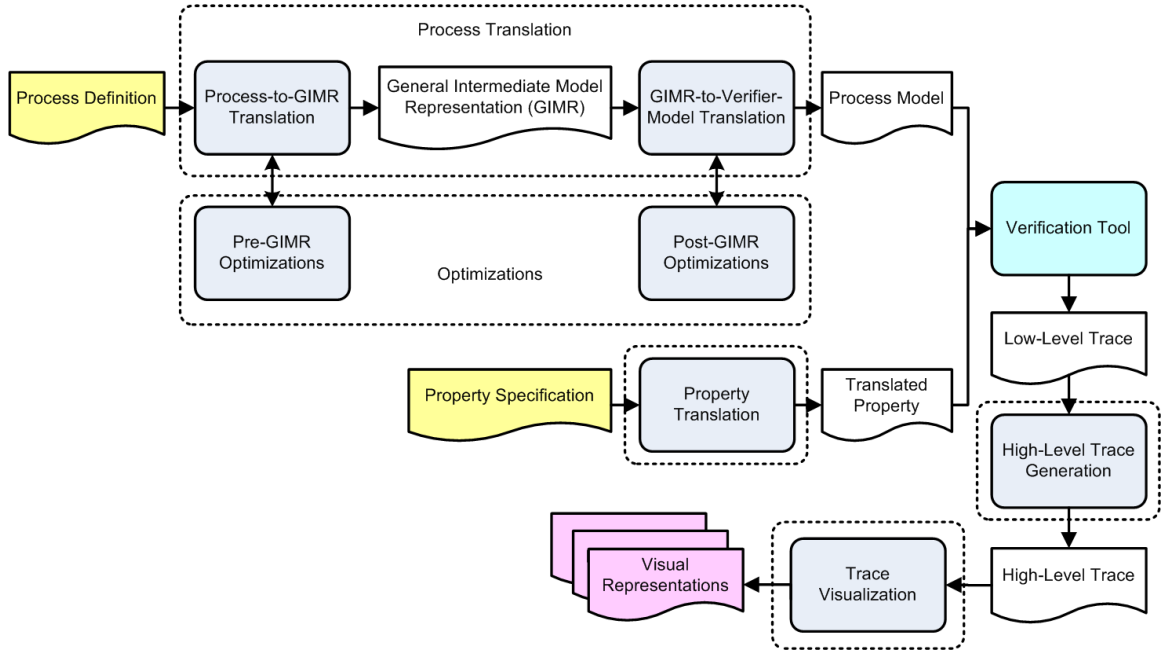 Process Translation
Process Definition
Process-to-GIMR
Translation
General Intermediate Model
Representation (GIMR)
GIMR-to-Verifier-
Model Translation
Process Model
Pre-GIMR
Optimizations
Optimizations
Post-GIMR
Optimizations
Verification Tool
Low-Level Trace
Property Specification
Property
Translation
Translated
Property
High-Level Trace
Generation
High-Level Trace
Trace
Visualization
Visual
Representations